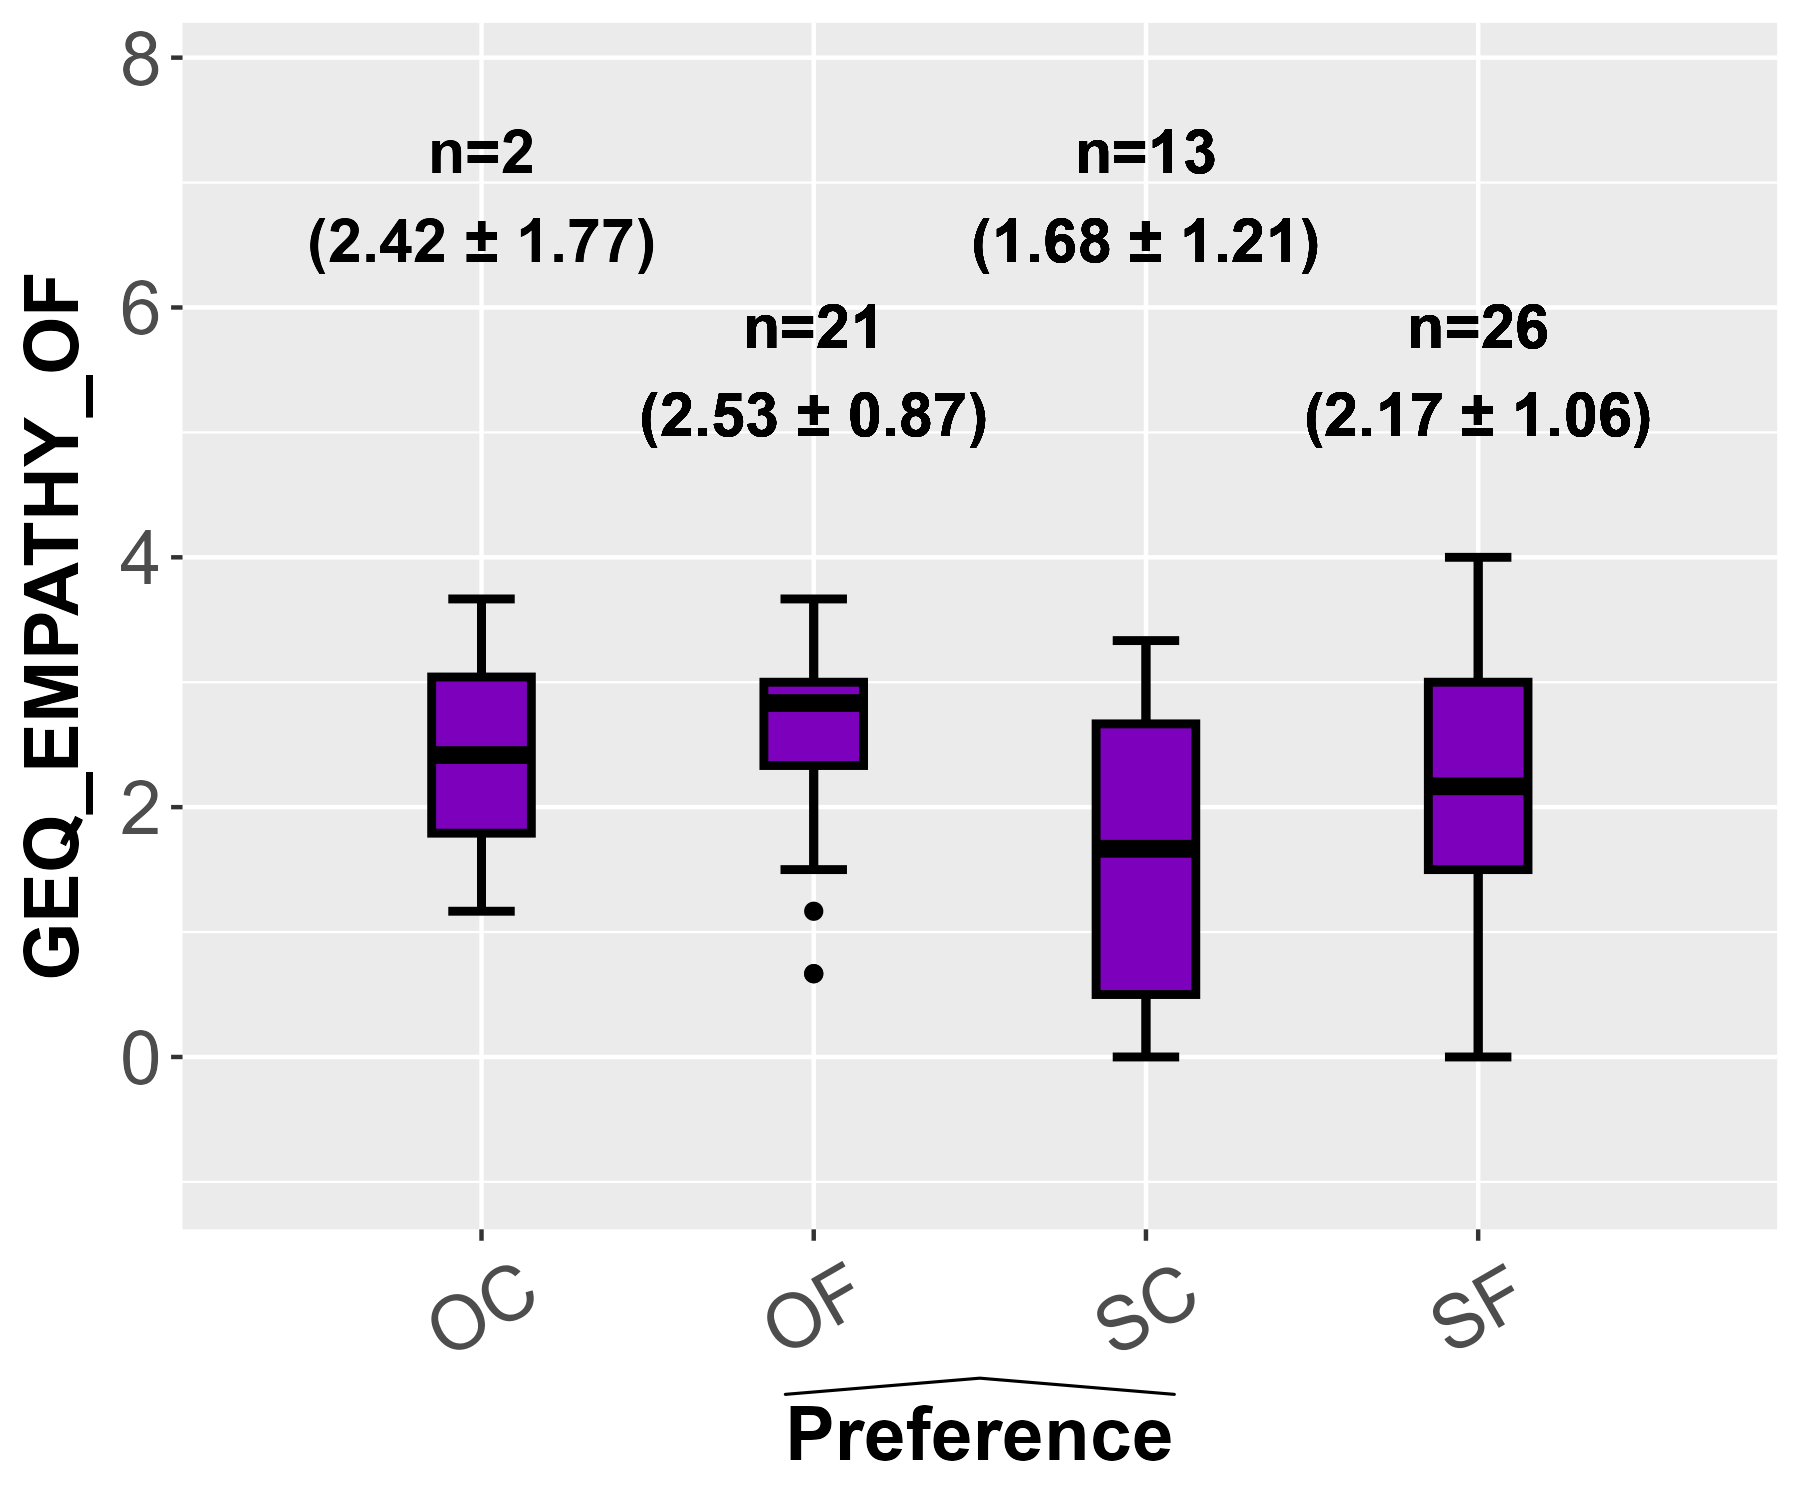 GEQ_EMPATHY_OF
8
6
4
2
0
n=2
(2.42 ± 1.77)
n=21
(2.53 ± 0.87)
n=13
(1.68 ± 1.21)
n=26
(2.17 ± 1.06)
OC
OF
SC
SF
Preference